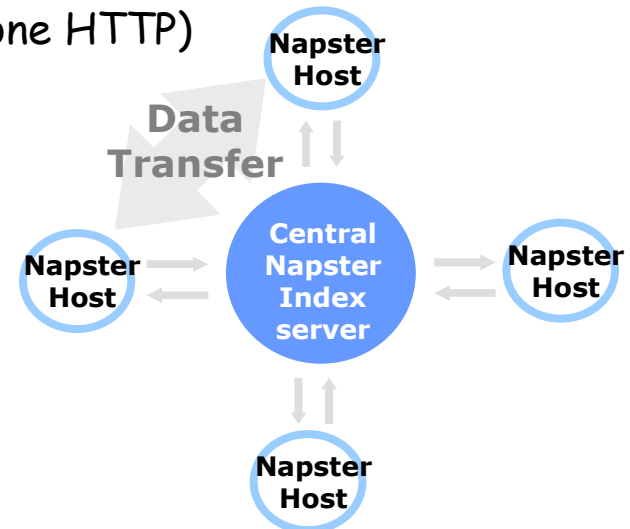 one HTTP)
Napster
Host
Data
Transfer
Central
Napster
Index
server
Napster
Host
Napster
Host
Napster
Host